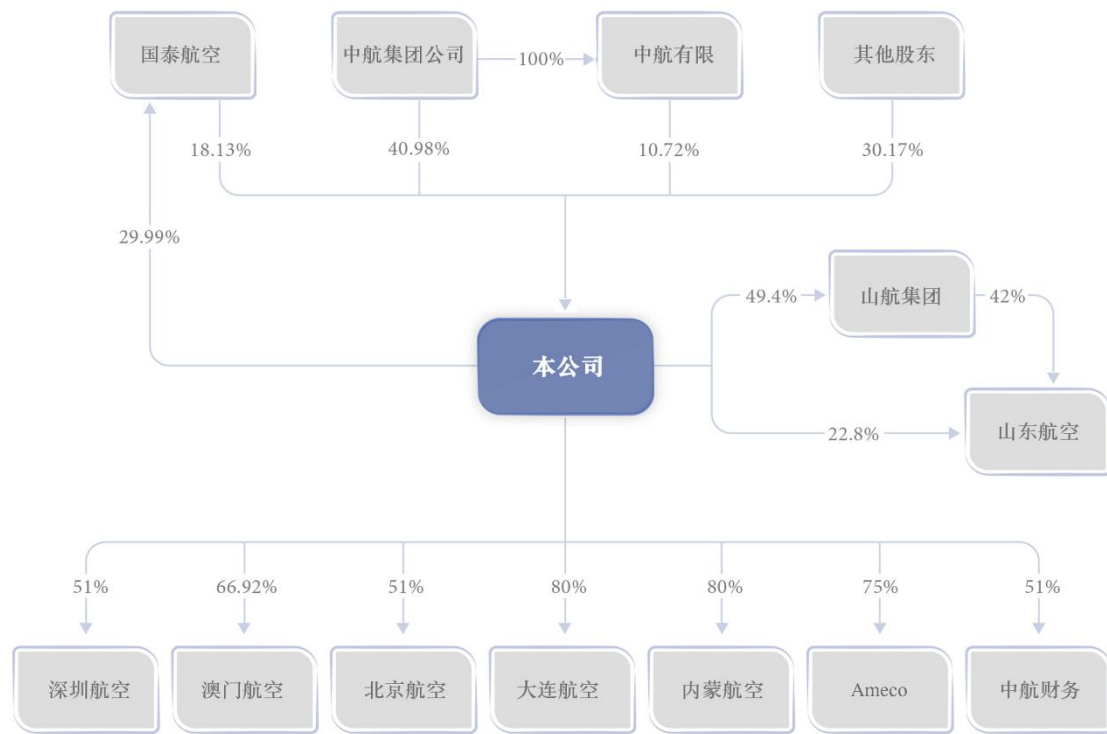 国泰航空
中航集团公司
100%
中航有限
其他股东
18.13%
40.98%
10.72%
30.17%
29.99%
49.4%
山航集团
42%
本公司
22.8%
山东航空
51%
66.92%
51%
80%
80%
75%
51%
深圳航空
澳门航空
北京航空
大连航空
内蒙航空
Ameco
中航财务